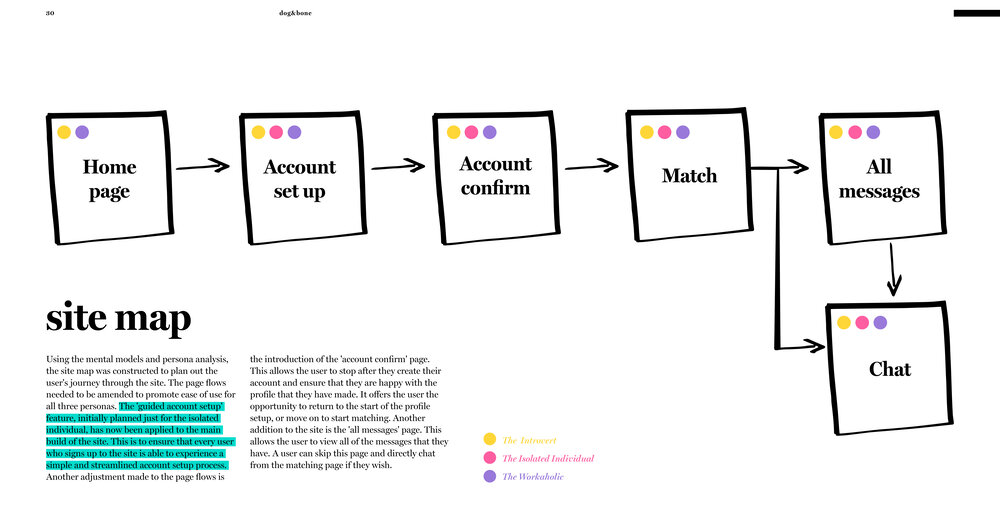 30
dog&bone
Home
page
Account
set up
Account
confirm
Match
All
messages
Chat
site map
Using the mental models and persona analysis,
the site map was constructed to plan out the
user's journey through the site. The page flows
needed to be amended to promote ease of use for
all three personas. The 'guided account setup'
feature, initially planned just for the isolated
individual, has now been applied to the main
build of the site. This is to ensure that every user
who signs up to the site is able to experience a
simple and streamlined account setup process.
Another adjustment made to the page flows is
the introduction of the 'account confirm' page.
This allows the user to stop after they create their
account and ensure that they are happy with the
profile that they have made. It offers the user the
opportunity to return to the start of the profile
setup, or move on to start matching. Another
addition to the site is the 'all messages' page. This
allows the user to view all of the messages that they
have. A user can skip this page and directly chat
from the matching page if they wish.
The Introvert
The Isolated Individual
The Workaholic